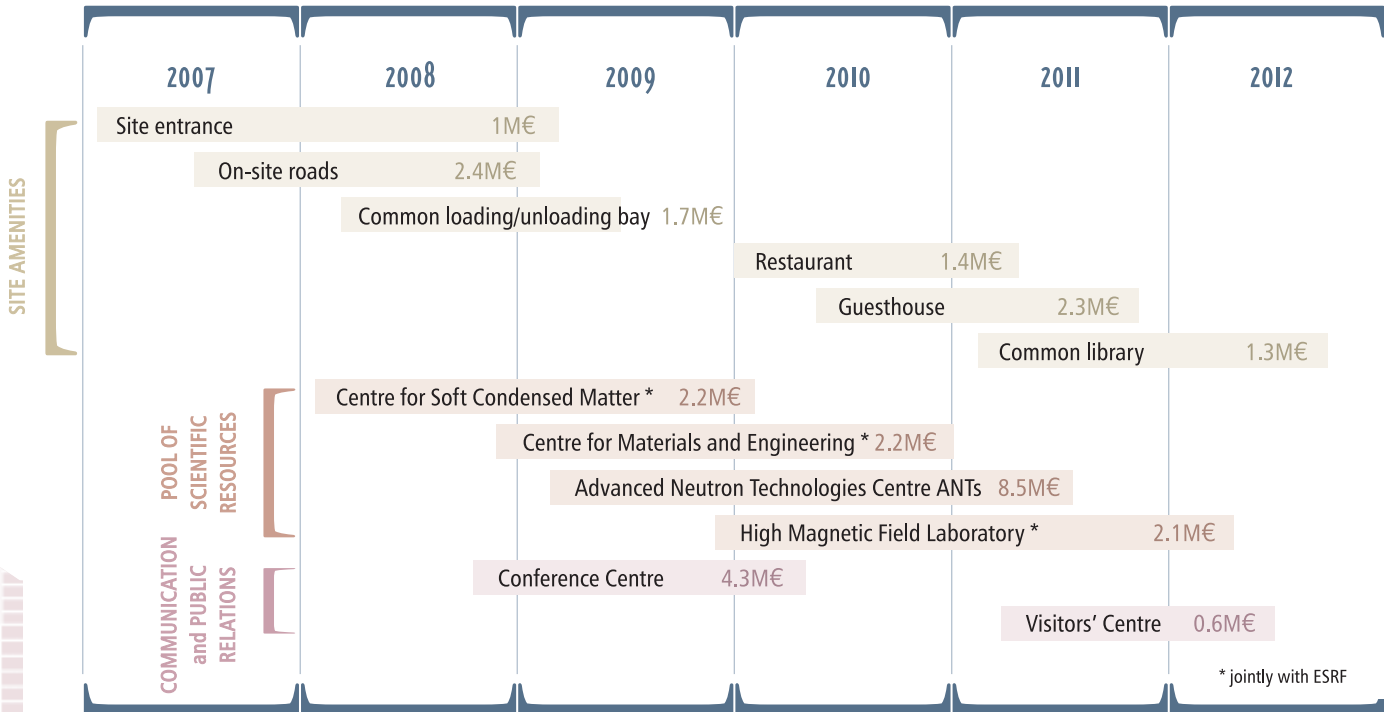 2007 2008 2009 2010 2011 2012
SITE AMENITIES
Site entrance 1M€
On-site roads 2.4M€
Common loading/unloading bay 1.7M€
Restaurant 1.4M€
Guesthouse 2.3M€
Common library 1.3M€
POOL OF
SCIENTIFIC
RESOURCES
Centre for Soft Condensed Matter * 2.2M€
Centre for Materials and Engineering * 2.2M€
Advanced Neutron Technologies Centre ANTs 8.5M€
High Magnetic Field Laboratory * 2.1M€
COMMUNICATION
and PUBLIC
RELATIONS
Conference Centre 4.3M€
Visitors’ Centre 0.6M€
* jointly with ESRF